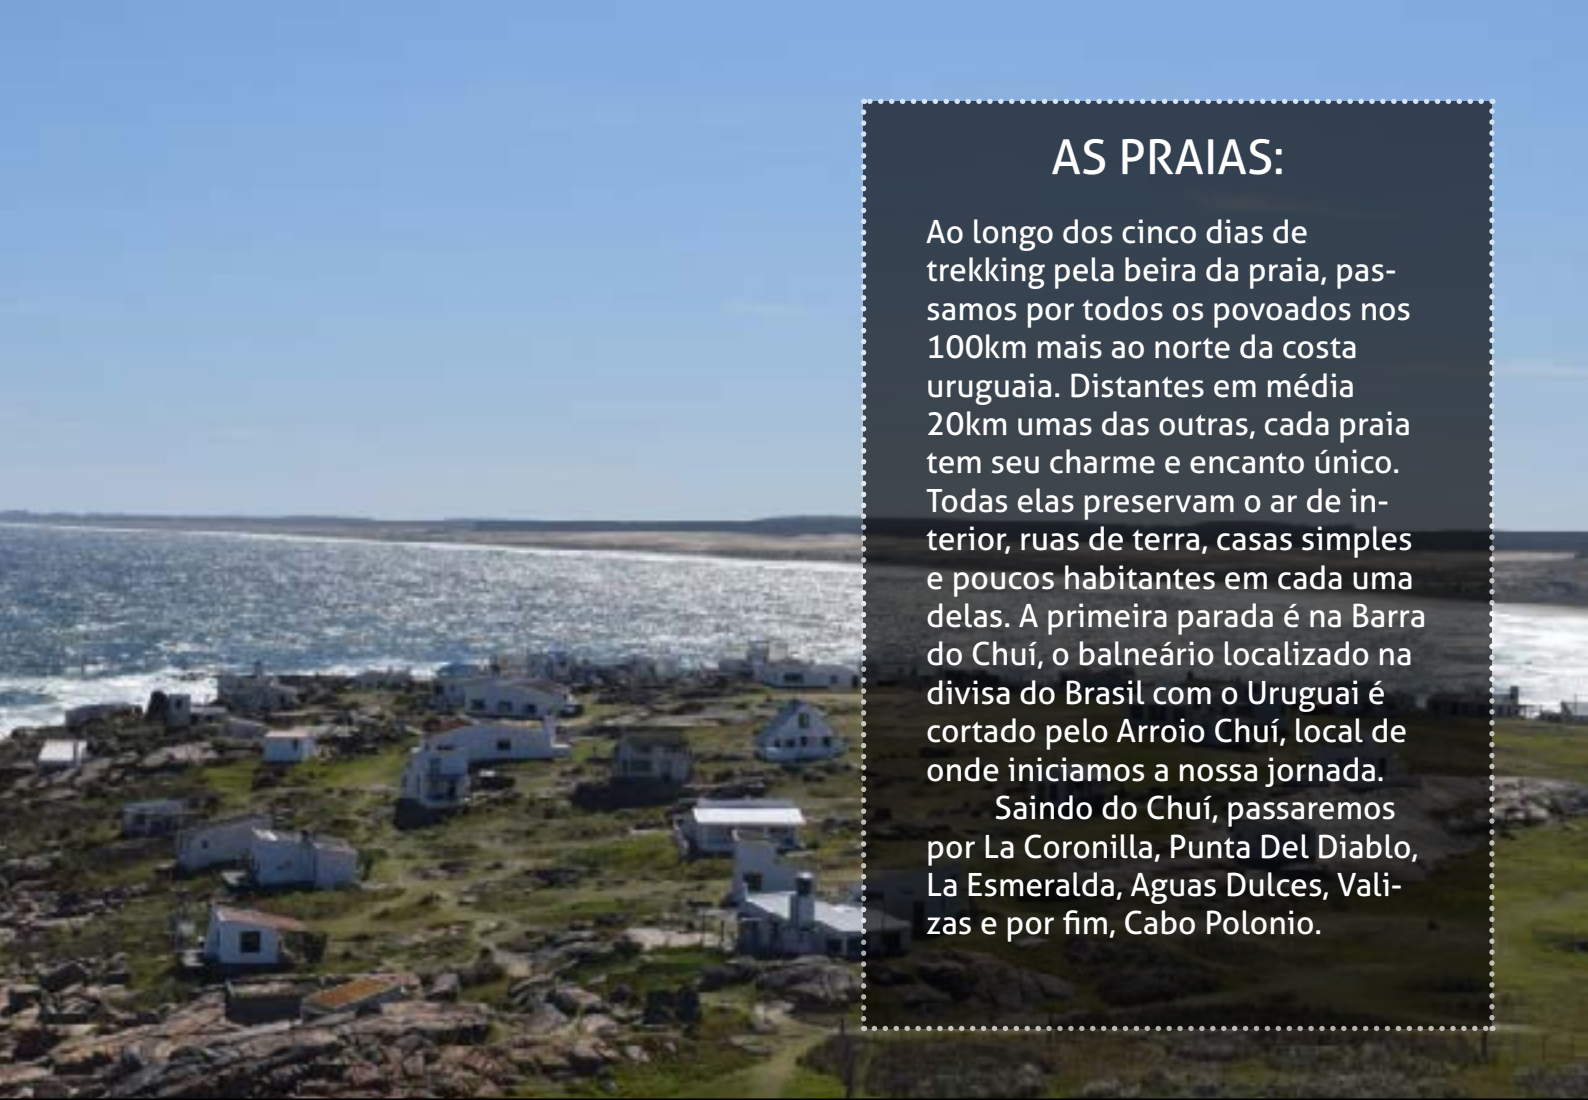 AS PRAIAS:
Ao longo dos cinco dias de
trekking pela beira da praia, pas-
samos por todos os povoados nos
100km mais ao norte da costa
uruguaia. Distantes em média
20km umas das outras, cada praia
tem seu charme e encanto único.
Todas elas preservam o ar de in-
terior, ruas de terra, casas simples
e poucos habitantes em cada uma
delas. A primeira parada é na Barra
do Chuí, o balneário localizado na
divisa do Brasil com o Uruguai é
cortado pelo Arroio Chuí, local de
onde iniciamos a nossa jornada.
Saindo do Chuí, passaremos
por La Coronilla, Punta Del Diablo,
La Esmeralda, Aguas Dulces, Vali-
zas e por fim, Cabo Polonio.